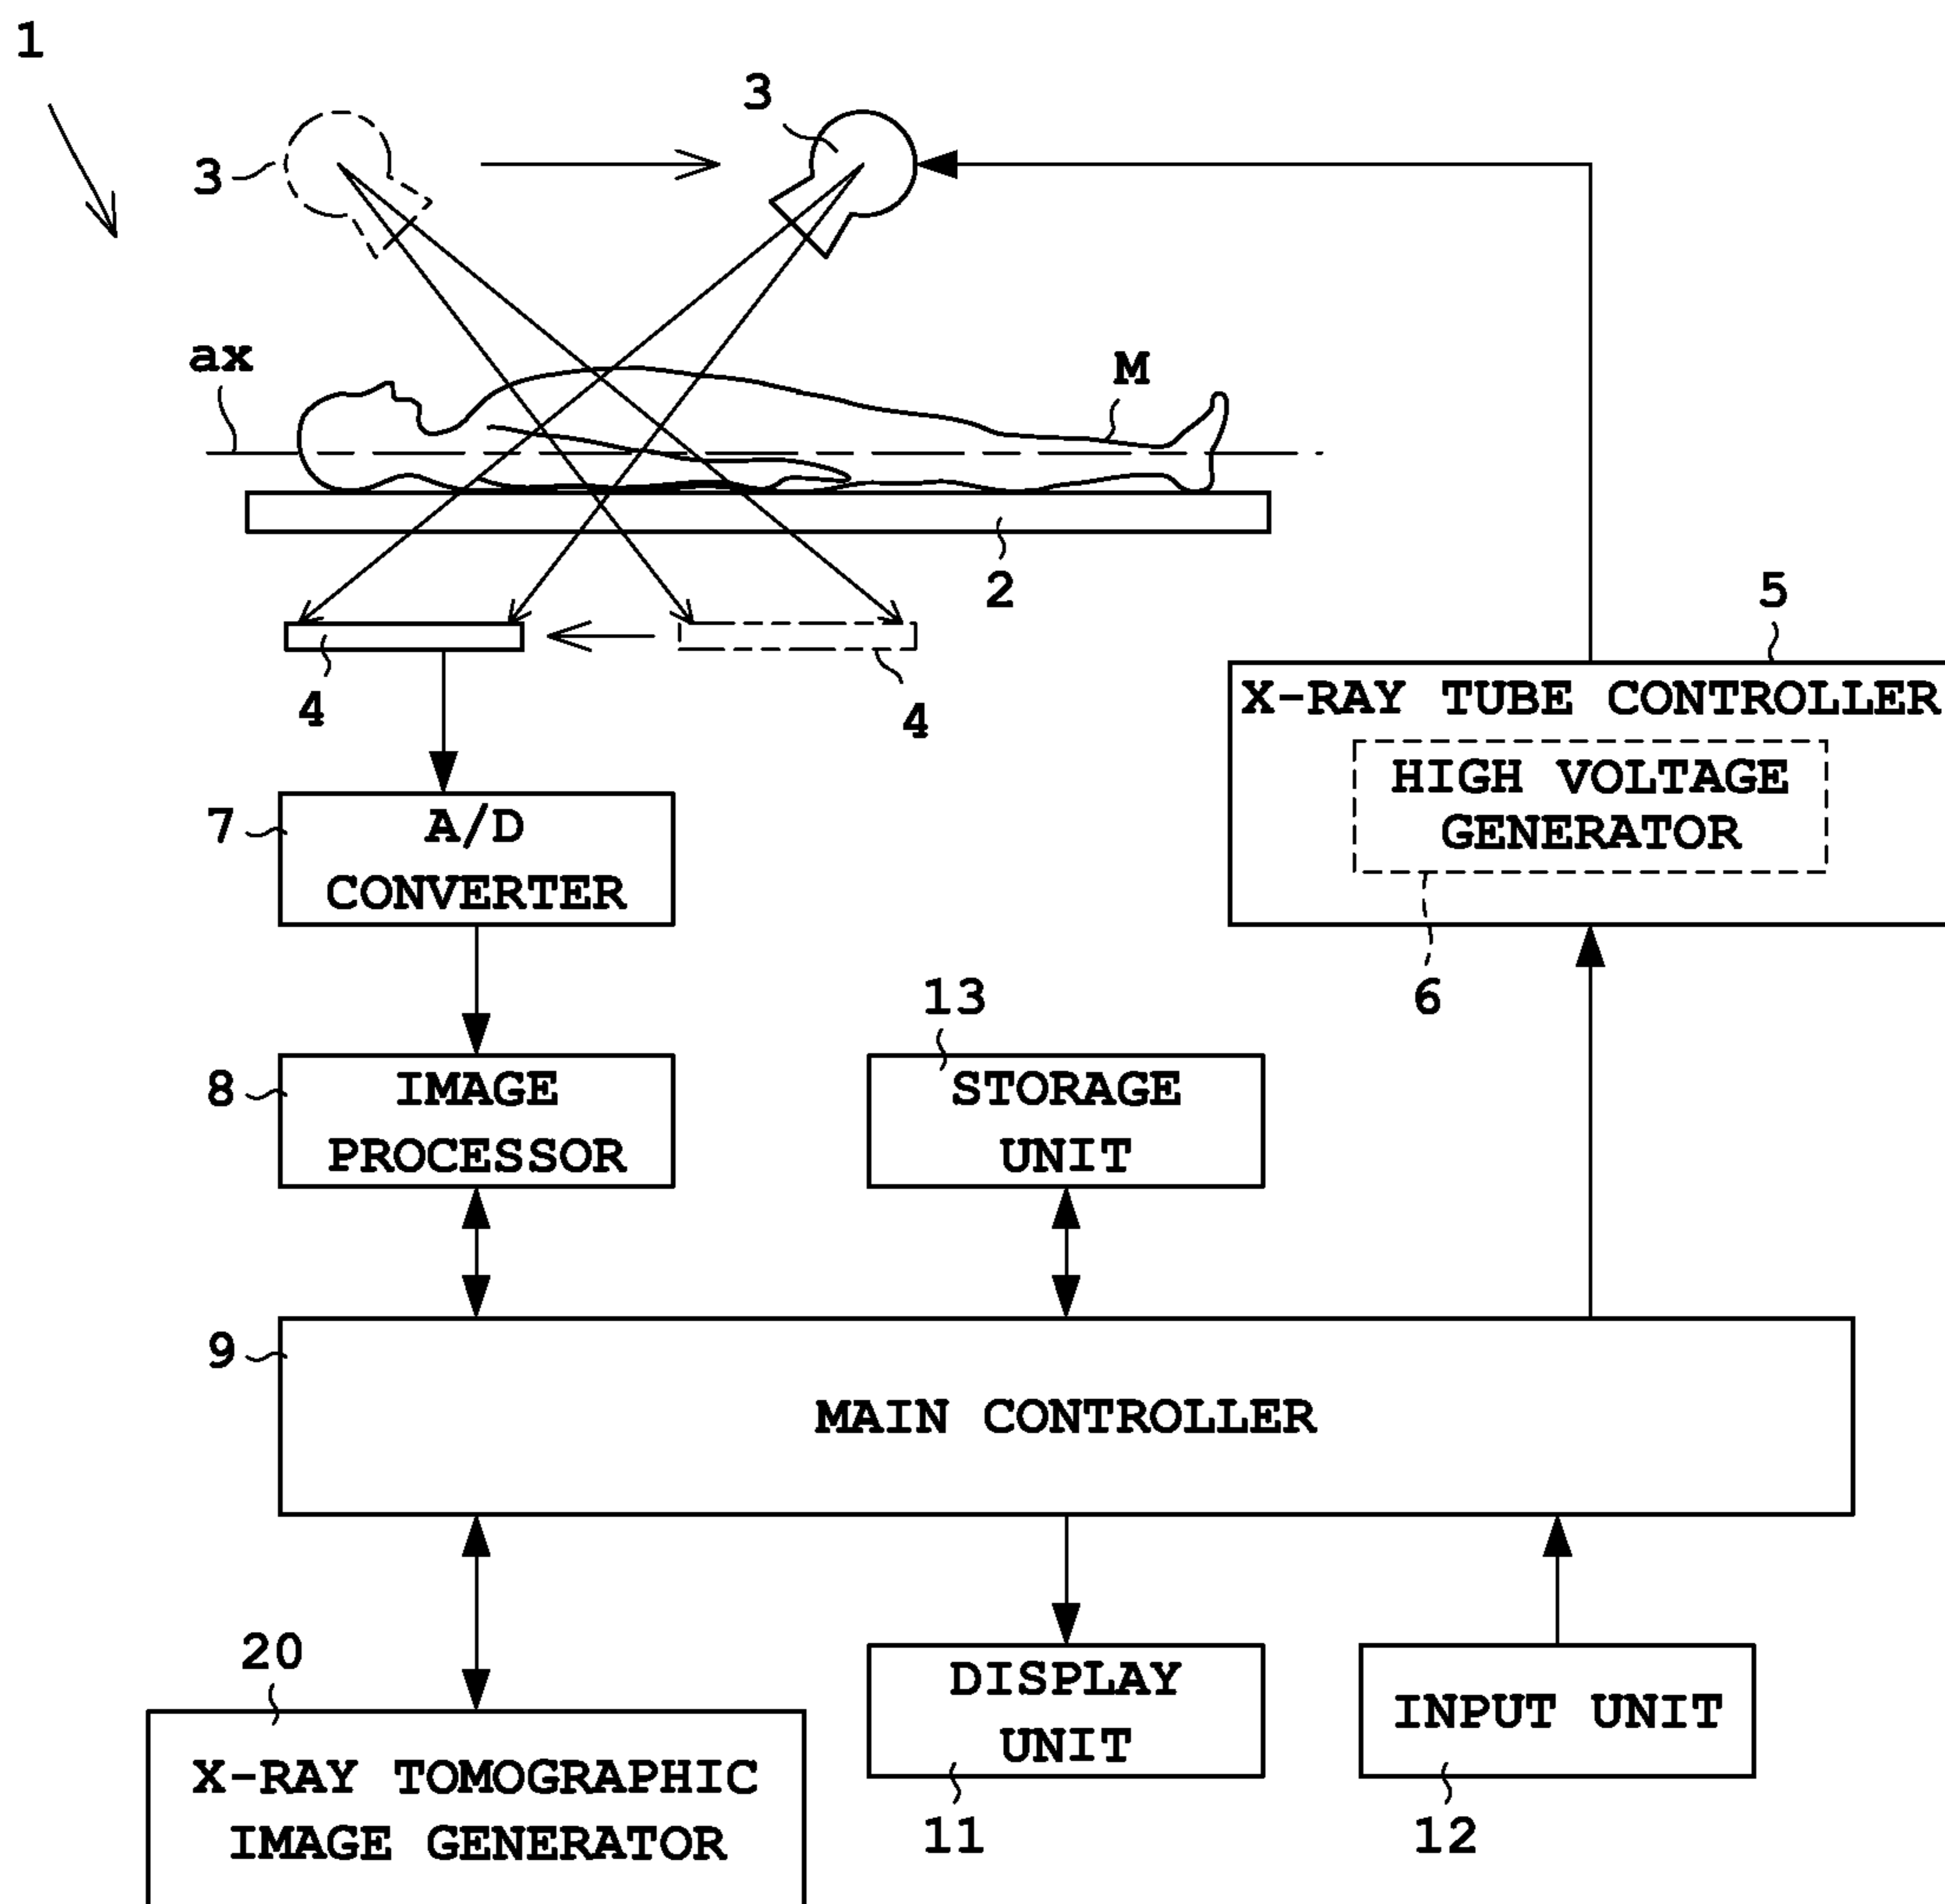 1
3
3
ax
M
2
5
4
4
X-RAY TUBE CONTROLLER
HIGH VOLTAGE
GENERATOR
6
7
A/D
CONVERTER
13
8
IMAGE
PROCESSOR
STORAGE
UNIT
9
MAIN CONTROLLER
20
X-RAY TOMOGRAPHIC
IMAGE GENERATOR
DISPLAY
UNIT
11
INPUT UNIT
12